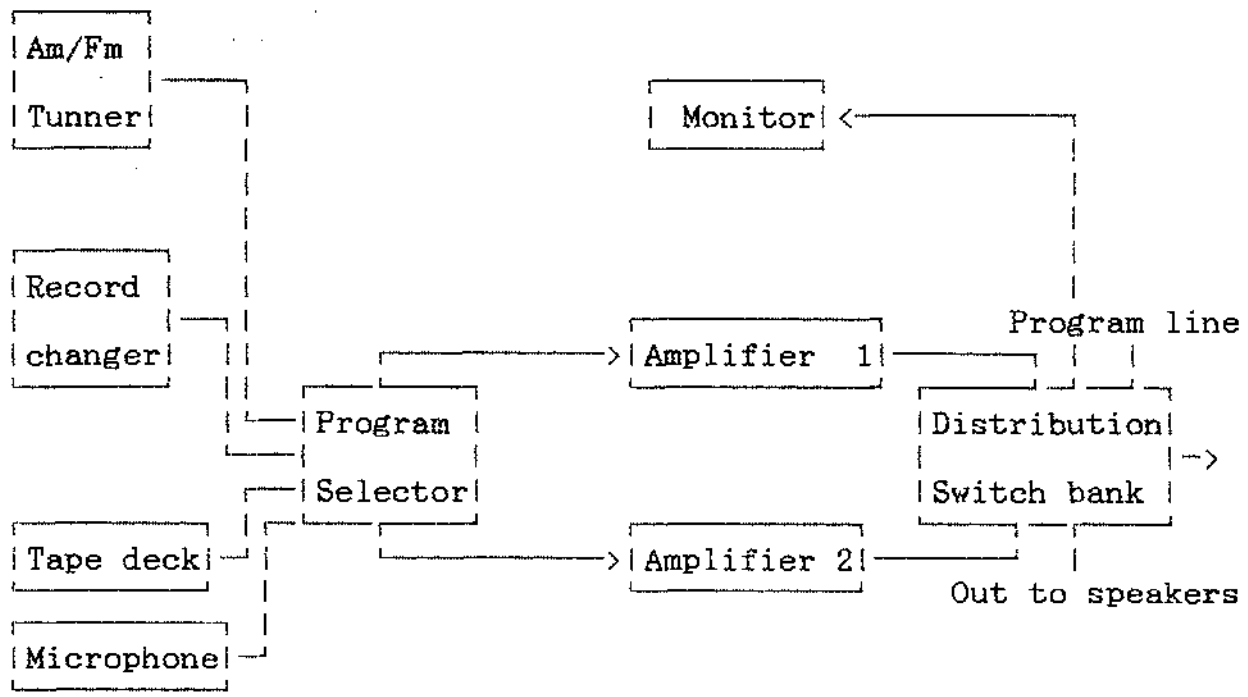 Am/Fm
Tunner
Monitor
Record
changer
Program line
Amplifier 1
Program
Selector
Distribution
Switch bank
Tape deck
Amplifier 2
Out to speakers
Microphone